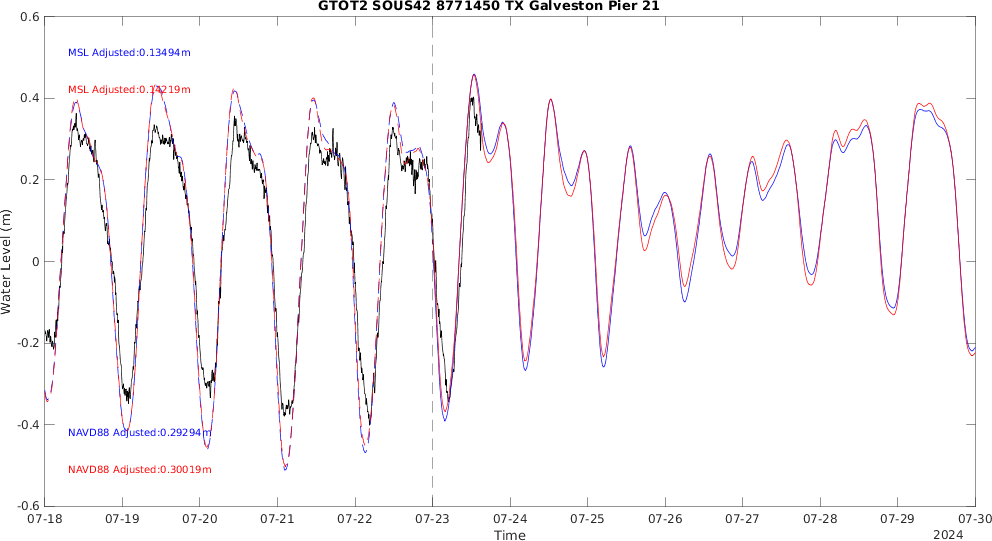 GTOT2 SOUS42 8771450 TX Galveston Pier 21
0.6
MSL Adjusted:0.13494m
MSL Adjusted:0.14219m
0.4
0.2
Water Level (m)
0
-0.2
-0.4
NAVD88 Adjusted:0.29294m
NAVD88 Adjusted:0.30019m
-0.6
07-18 07-19 07-20 07-21 07-22 07-23 07-24 07-25 07-26 07-27 07-28 07-29 07-30
Time
2024